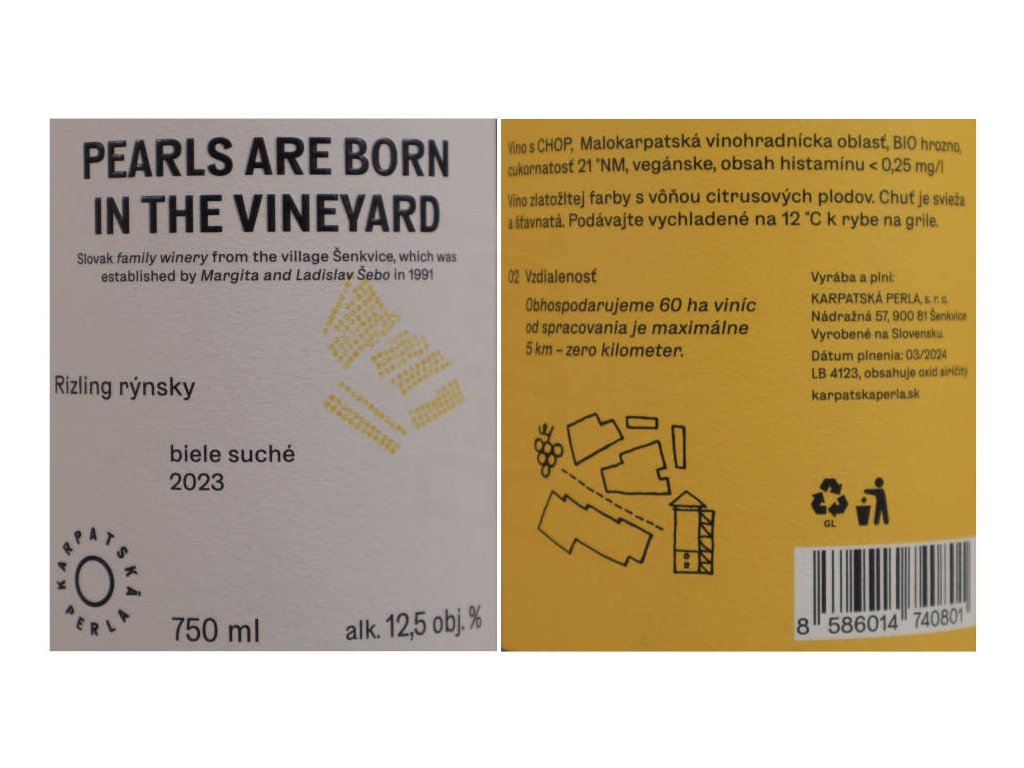 PEARLS ARE BORN
IN THE VINEYARD
Slovak family winery from the village Šenkvice, which was
established by Margita and Ladislav Šebo in 1991
Rizling rýnsky
biele suché
2023
KARPATSKÁ
PERLA
750 ml
alk. 12,5 obj. %
Víno s CHOP, Malokarpatská vinohradnícka oblasť, BIO hrozno,
cukornatosť 21 °NM, vegánske, obsah histamínu < 0,25 mg/l
Víno zlatožltej farby s vôňou citrusových plodov. Chuť je svieža
a šťavnatá. Podávajte vychladené na 12 °C k rybe na grile.
02 Vzdialenosť
Obhospodarujeme 60 ha viníc
od spracovania je maximálne
5 km – zero kilometer.
Vyrába a plní:
KARPATSKÁ PERLA, s. r. o.
Nádražná 57, 900 81 Šenkvice
Vyrobené na Slovensku.
Dátum plnenia: 03/2024
LB 4123, obsahuje oxid siričitý
karpatskaperla.sk
GL
8 586014 740801